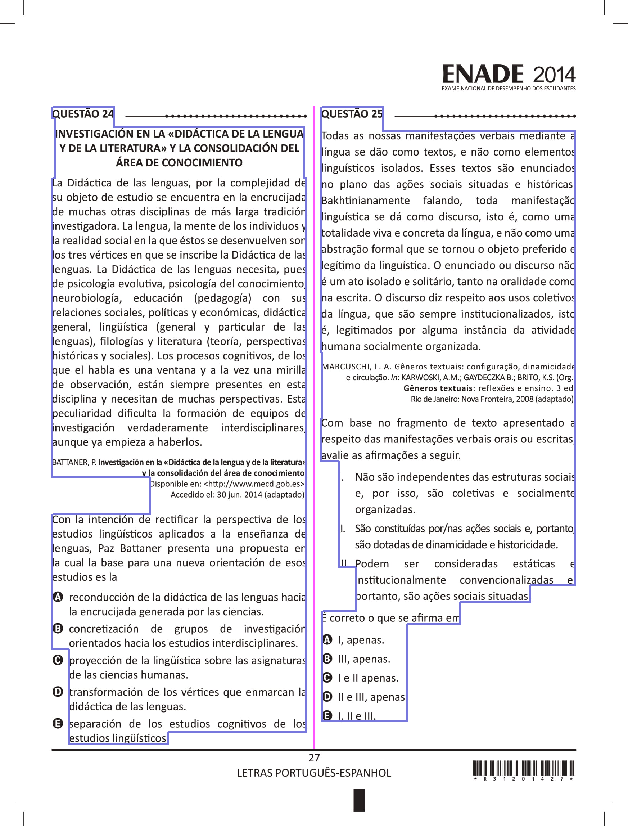 ENADE 2014
EXAME NACIONAL DE DESEMPENHO DOS ESTUDANTES
QUESTÃO 24
INVESTIGACIÓN EN LA «DIDÁCTICA DE LA LENGUA
Y DE LA LITERATURA» Y LA CONSOLIDACIÓN DEL
ÁREA DE CONOCIMIENTO
La Didáctica de las lenguas, por la complejidad de
su objeto de estudio se encuentra en la encrucijada
de muchas otras disciplinas de más larga tradición
investigadora. La lengua, la mente de los individuos y
la realidad social en la que éstos se desenvuelven son
los tres vértices en que se inscribe la Didáctica de las
lenguas. La Didáctica de las lenguas necesita, pues
de psicología evolutiva, psicología del conocimiento,
neurobiología, educación (pedagogía) con sus
relaciones sociales, políticas y económicas, didáctica
general, lingüística (general y particular de las
lenguas), filologías y literatura (teoría, perspectivas
históricas y sociales). Los procesos cognitivos, de los
que el habla es una ventana y a la vez una mirilla
de observación, están siempre presentes en esta
disciplina y necesitan de muchas perspectivas. Esta
peculiaridad dificulta la formación de equipos de
investigación verdaderamente interdisciplinares,
aunque ya empieza a haberlos.
BATTANER, P. Investigación en la «Didáctica de la lengua y de la literatura»
y la consolidación del área de conocimiento
Disponible en: <http://www.mecd.gob.es>
Accedido el: 30 jun. 2014 (adaptado)
Con la intención de rectificar la perspectiva de los
estudios lingüísticos aplicados a la enseñanza de
lenguas, Paz Battaner presenta una propuesta en
la cual la base para una nueva orientación de esos
estudios es la
A reconducción de la didáctica de las lenguas hacia
la encrucijada generada por las ciencias.
B concretización de grupos de investigación
orientados hacia los estudios interdisciplinares.
C proyección de la lingüística sobre las asignaturas
de las ciencias humanas.
D transformación de los vértices que enmarcan la
didáctica de las lenguas.
E separación de los estudios cognitivos de los
estudios lingüísticos
QUESTÃO 25
Todas as nossas manifestações verbais mediante a
língua se dão como textos, e não como elementos
linguísticos isolados. Esses textos são enunciados
no plano das ações sociais situadas e históricas
Bakhtinianamente falando, toda manifestação
linguística se dá como discurso, isto é, como uma
totalidade viva e concreta da língua, e não como uma
abstração formal que se tornou o objeto preferido e
legítimo da linguística. O enunciado ou discurso não
é um ato isolado e solitário, tanto na oralidade como
na escrita. O discurso diz respeito aos usos coletivos
da língua, que são sempre institucionalizados, isto
é, legitimados por alguma instância da atividade
humana socialmente organizada.
MARCUSCHI, L. A. Gêneros textuais: configuração, dinamicidade
e circulação. In: KARWOSKI, A.M.; GAYDECZKA B.; BRITO, K.S. (Org.
Gêneros textuais: reflexões e ensino. 3 ed
Rio de Janeiro: Nova Fronteira, 2008 (adaptado)
Com base no fragmento de texto apresentado a
respeito das manifestações verbais orais ou escritas
avalie as afirmações a seguir.
I. Não são independentes das estruturas sociais
e, por isso, são coletivas e socialmente
organizadas.
II. São constituídas por/nas ações sociais e, portanto,
são dotadas de dinamicidade e historicidade.
III. Podem ser consideradas estáticas e
institucionalmente convencionalizadas e,
portanto, são ações sociais situadas
É correto o que se afirma em
A I, apenas.
B III, apenas.
C I e II apenas.
D II e III, apenas
E I, II e III.
27
LETRAS PORTUGUÊS-ESPANHOL
*R3120142 7*